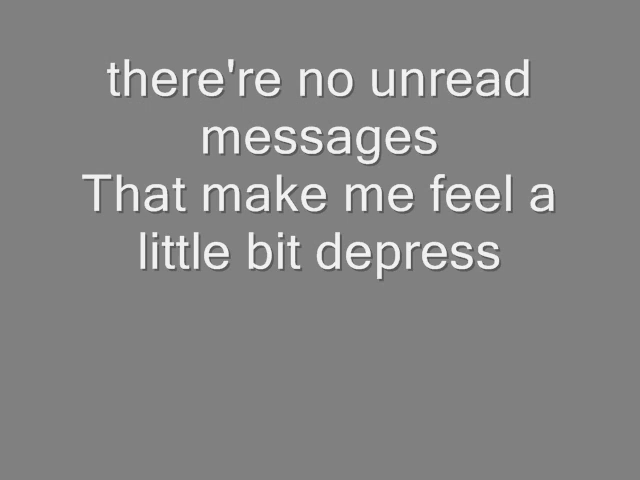 there're no unread
messages
That make me feel a
little bit depress